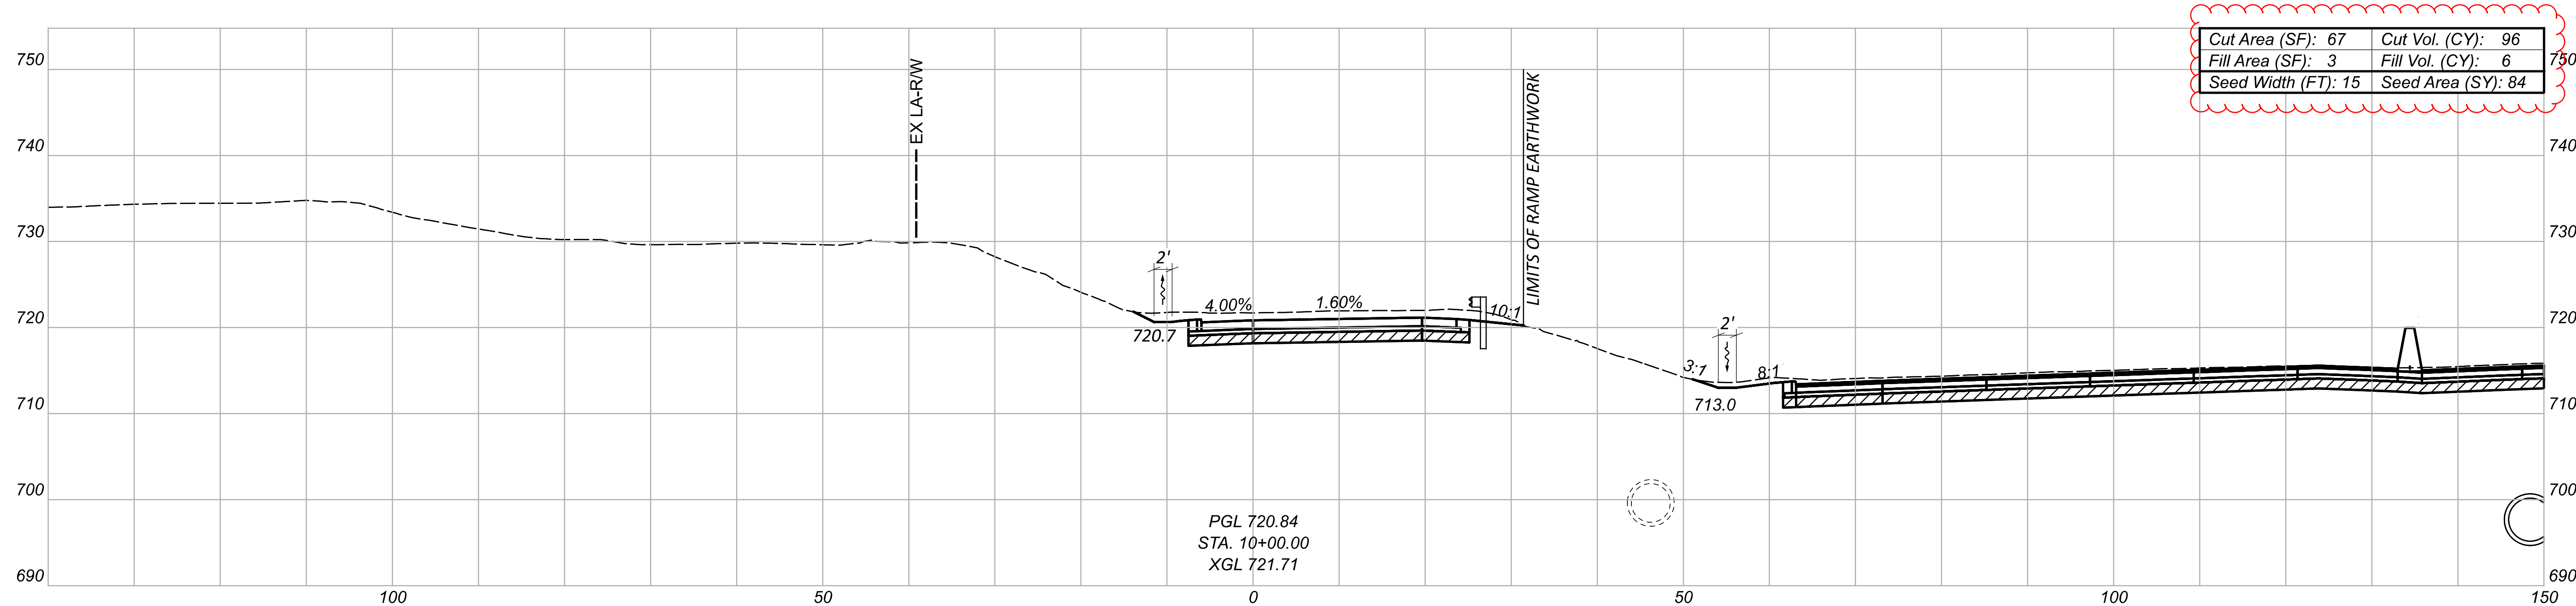 Cut Area (SF): 67 Cut Vol. (CY): 96
Fill Area (SF): 3 Fill Vol. (CY): 6
Seed Width (FT): 15 Seed Area (SY): 84
750 750
740 740
730 730
720 720
710 710
700 700
690 690
EX LA-R/W
LIMITS OF RAMP EARTHWORK
2'
4.00%
1.60%
10:1
720.7
2'
3:1
8:1
713.0
PGL 720.84
STA. 10+00.00
XGL 721.71
100 50 0 50 100 150